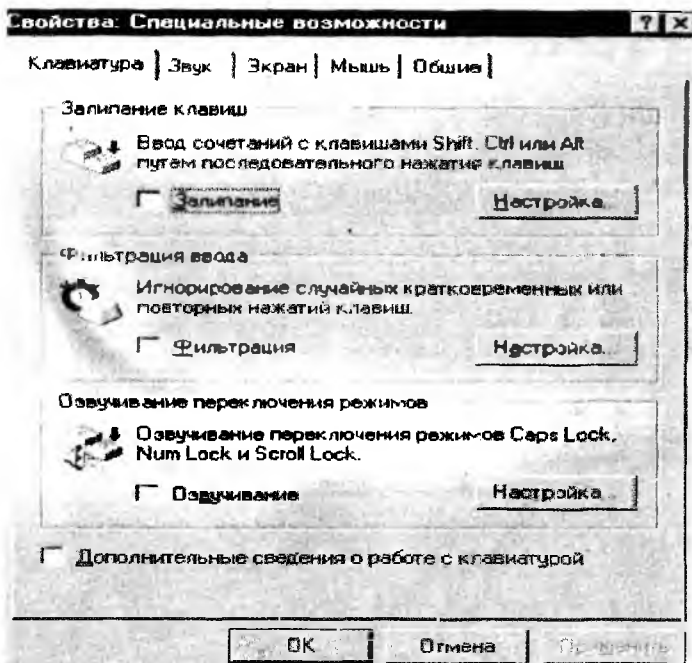 Свойства: Специальные возможности
Клавиатура Звук Экран Мышь Общие
Залипание клавиш
Ввод сочетаний с клавишами Shift, Ctrl или Alt
путем последовательного нажатия клавиш
Залипание Настройка...
Фильтрация ввода
Игнорирование случайных кратковременных или
повторных нажатий клавиш.
Фильтрация Настройка...
Озвучивание переключения режимов
Озвучивание переключения режимов Caps Lock,
Num Lock и Scroll Lock.
Озвучивание Настройка...
Дополнительные сведения о работе с клавиатурой
OK Отмена Применить